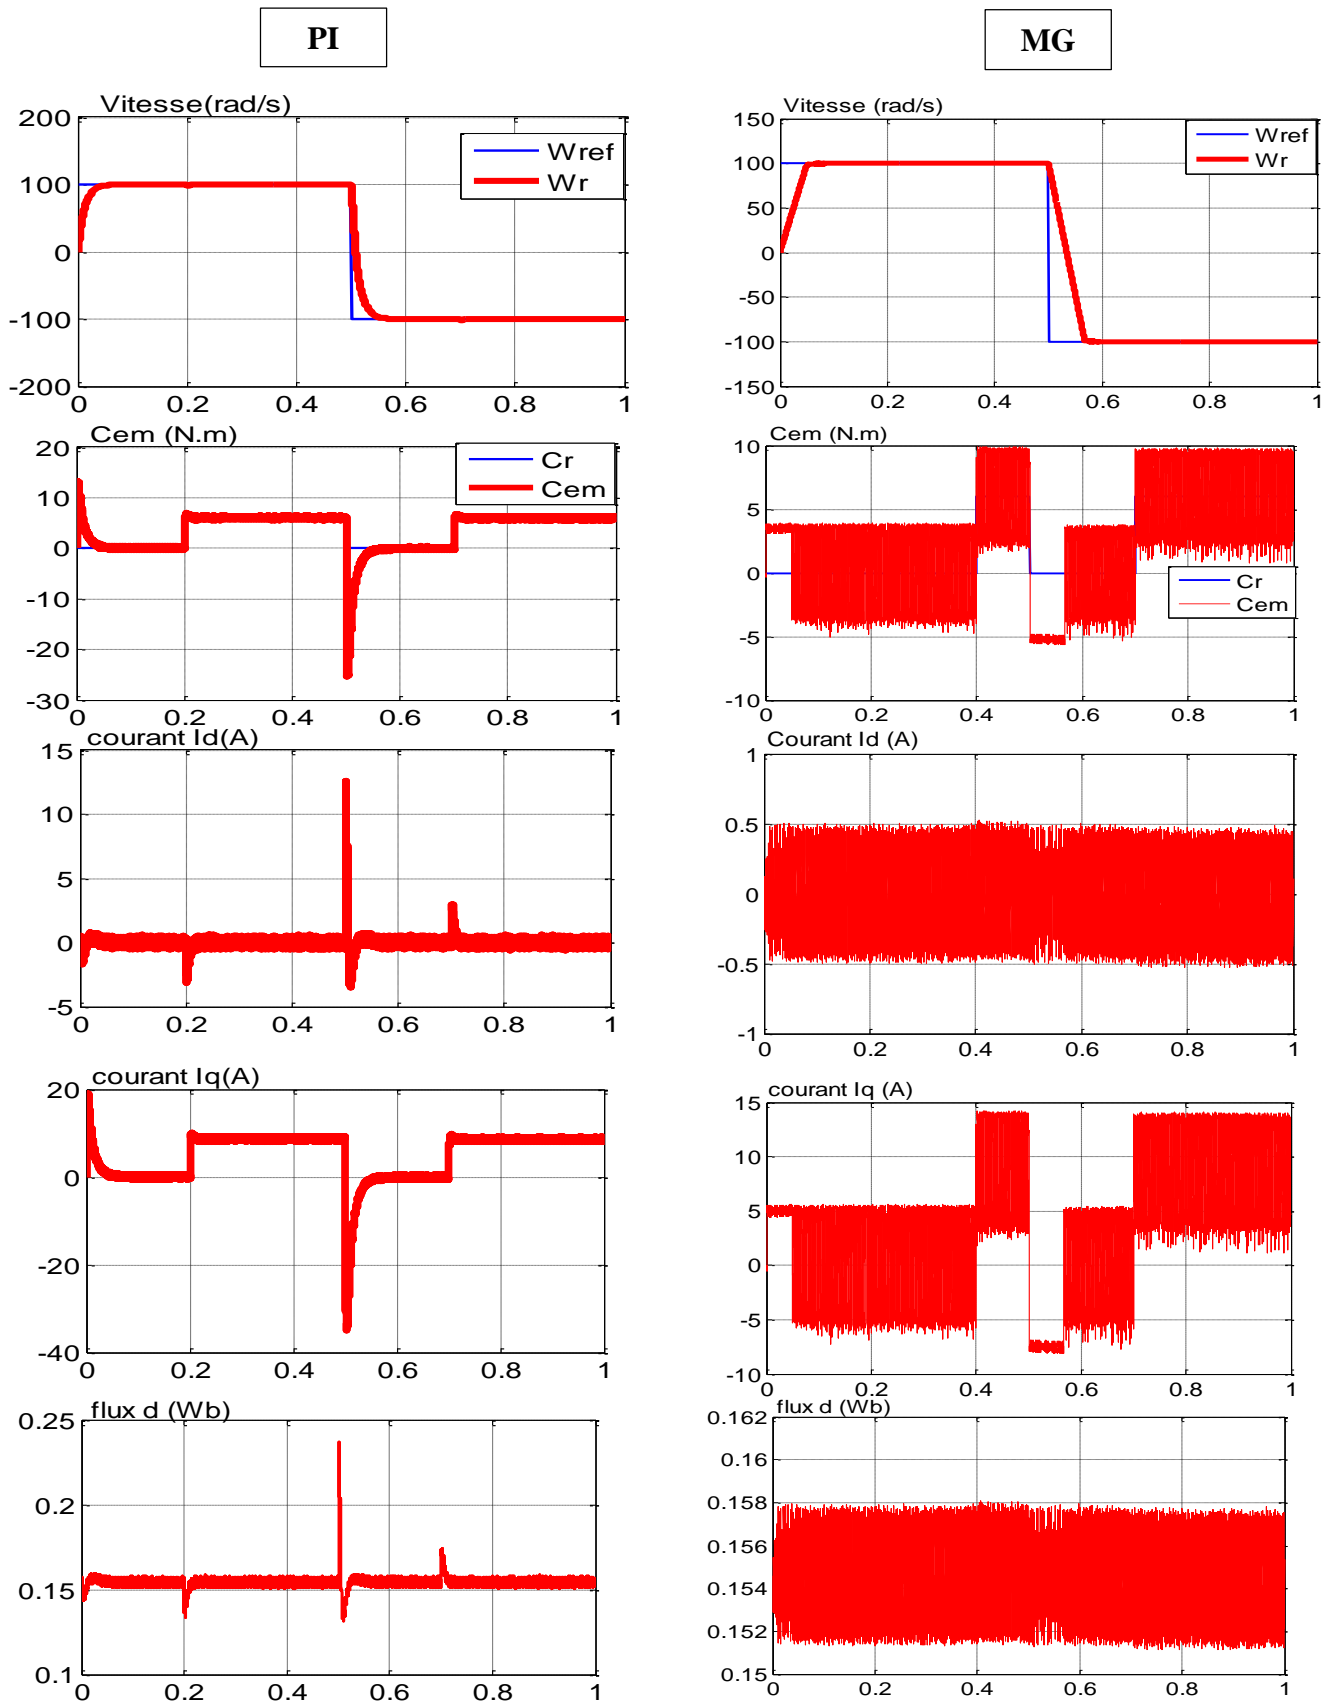 PI
MG
Vitesse(rad/s)
200
100
0
-100
-200
0 0.2 0.4 0.6 0.8 1
Wref
Wr
Vitesse (rad/s)
150
100
50
0
-50
-100
-150
0 0.2 0.4 0.6 0.8 1
Wref
Wr
Cem (N.m)
20
10
0
-10
-20
-30
0 0.2 0.4 0.6 0.8 1
Cr
Cem
Cem (N.m)
10
5
0
-5
-10
0 0.2 0.4 0.6 0.8 1
Cr
Cem
courant Id(A)
15
10
5
0
-5
0 0.2 0.4 0.6 0.8 1
Courant Id (A)
1
0.5
0
-0.5
-1
0 0.2 0.4 0.6 0.8 1
courant Iq(A)
20
0
-20
-40
0 0.2 0.4 0.6 0.8 1
courant Iq (A)
15
10
5
0
-5
-10
0 0.2 0.4 0.6 0.8 1
flux d (Wb)
0.25
0.2
0.15
0.1
0 0.2 0.4 0.6 0.8 1
flux d (Wb)
0.162
0.16
0.158
0.156
0.154
0.152
0.15
0 0.2 0.4 0.6 0.8 1